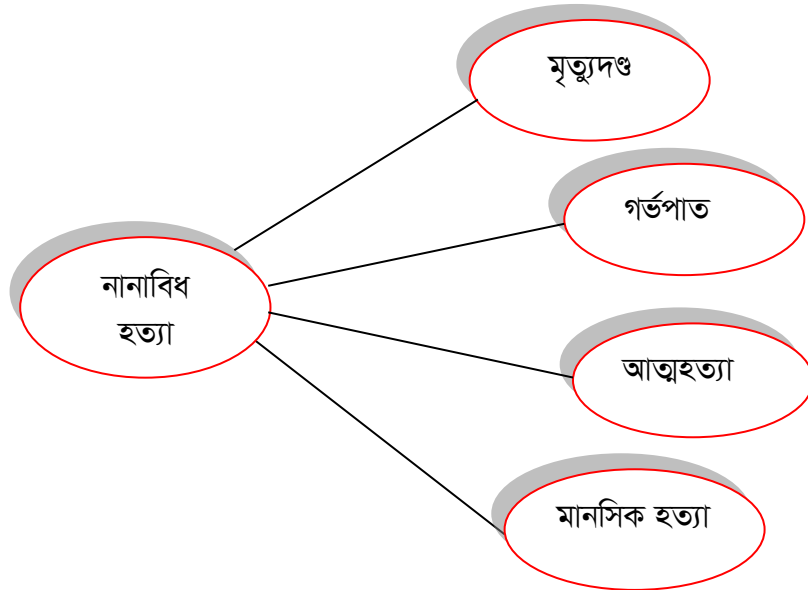 মৃত্যুদণ্ড
গর্ভপাত
নানাবিধ
হত্যা
আত্মহত্যা
মানসিক হত্যা